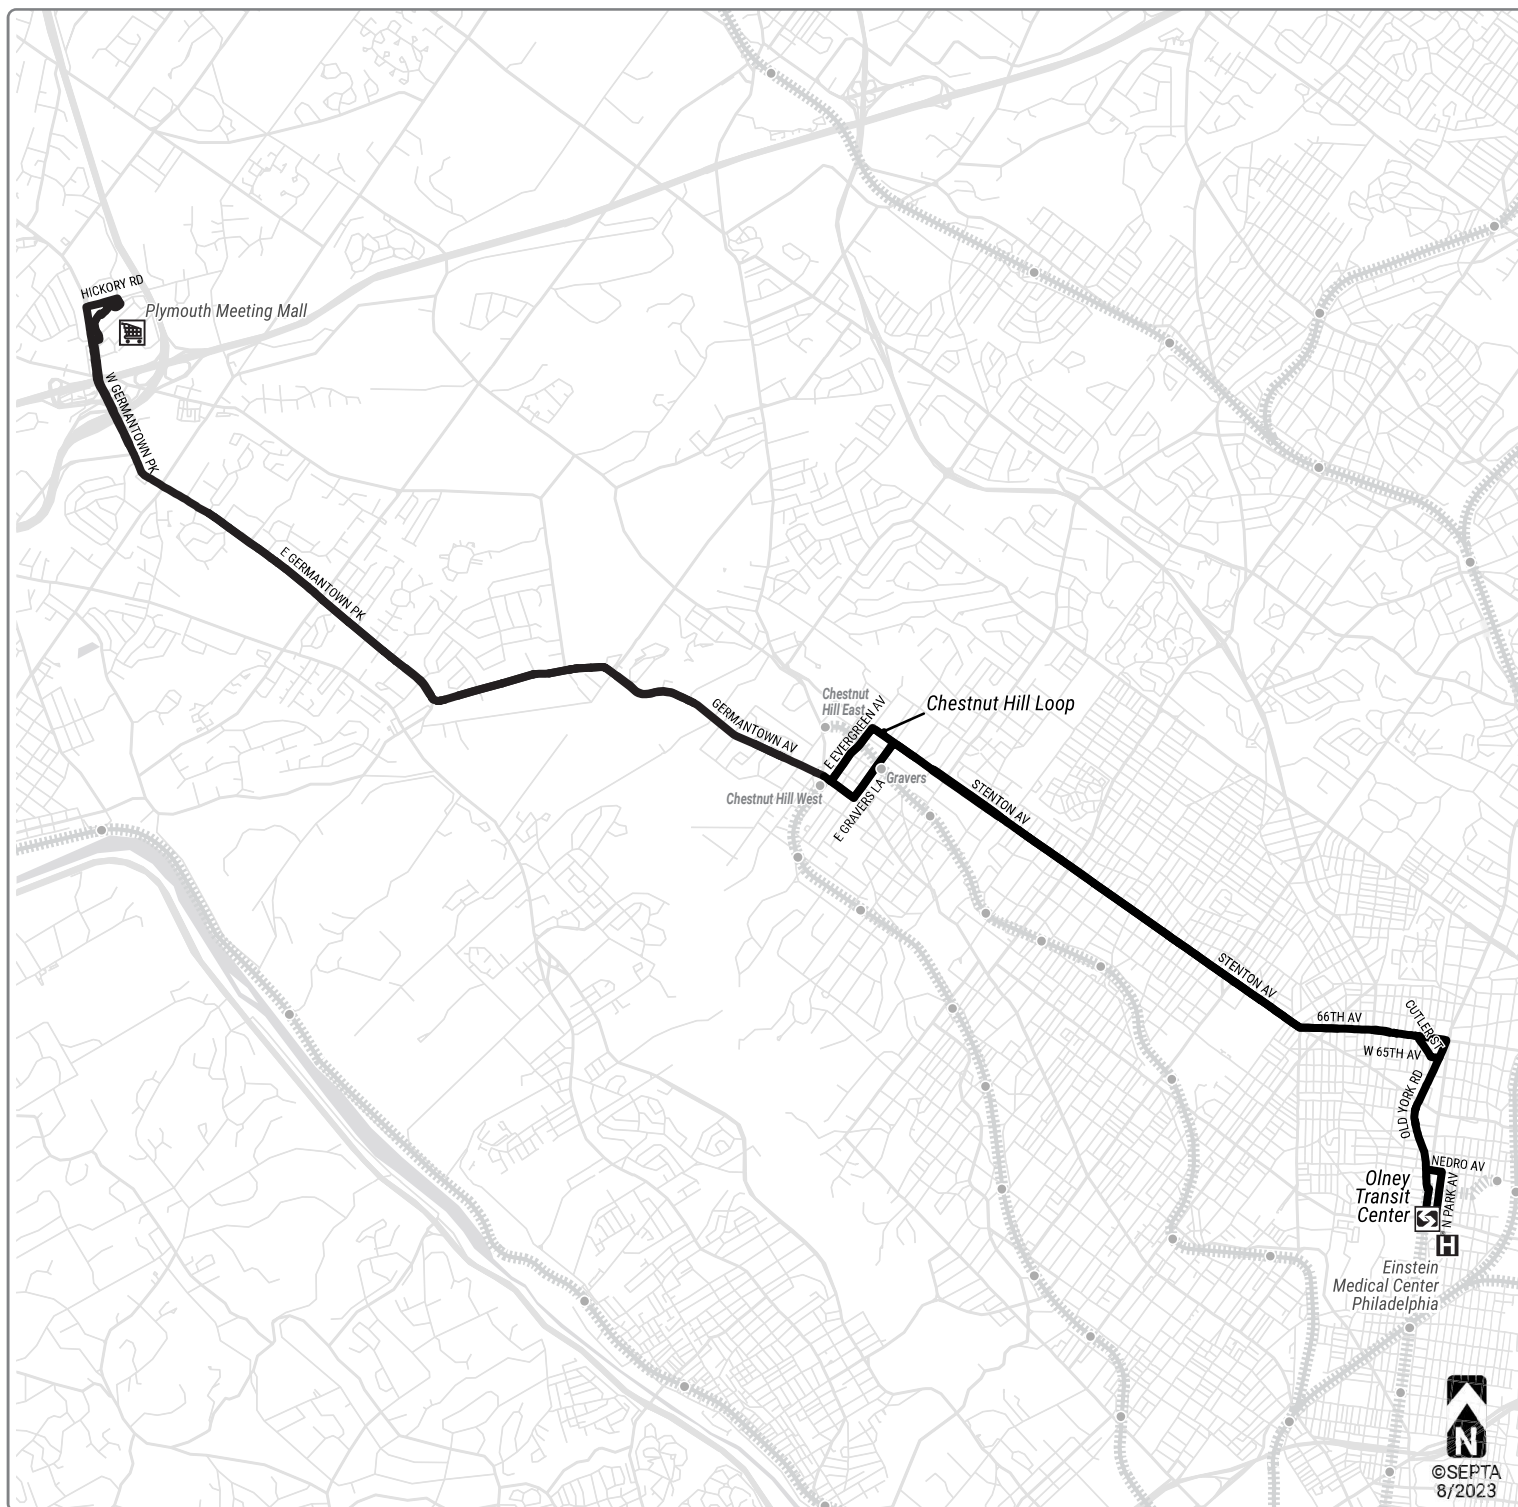 HICKORY RD
Plymouth Meeting Mall
W GERMANTOWN PK
E GERMANTOWN PK
Chestnut
Hill East
Chestnut Hill Loop
GERMANTOWN AV
E EVERGREEN AV
Gravers
Chestnut Hill West
E GRAVERS LA
STENTON AV
STENTON AV
66TH AV
CUTLER ST
W 65TH AV
OLD YORK RD
NEDRO AV
Olney
Transit
Center
N PARK AV
H
Einstein
Medical Center
Philadelphia
N
©SEPTA
8/2023